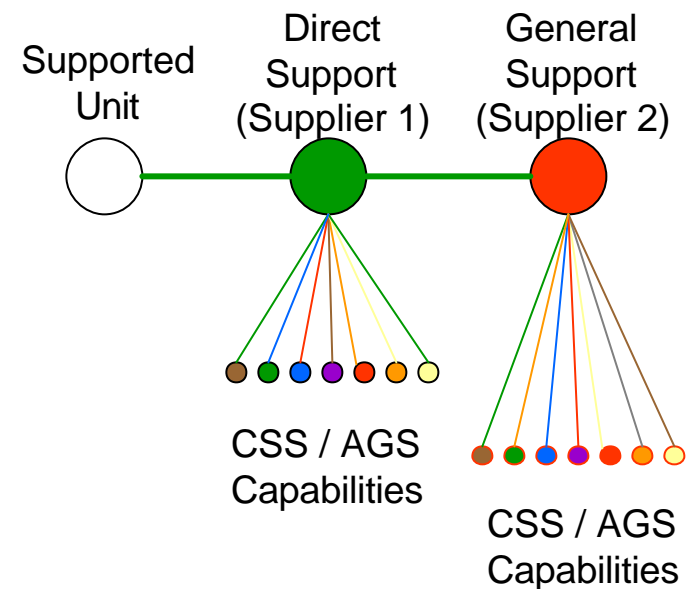 Supported
Unit
Direct
Support
(Supplier 1)
General
Support
(Supplier 2)
CSS / AGS
Capabilities
CSS / AGS
Capabilities